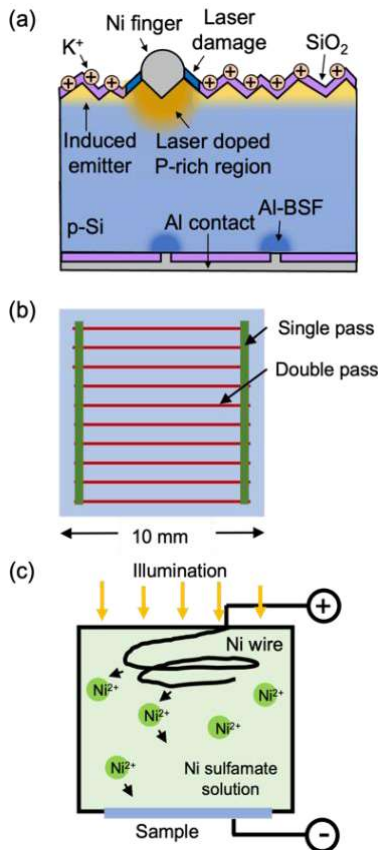 (a)
Ni finger
Laser
damage
K⁺
SiO₂
+ + + + + + + + +
Induced
emitter
Laser doped
P-rich region
p-Si
Al contact
Al-BSF
(b)
Single pass
Double pass
10 mm
(c)
Illumination
+
Ni wire
Ni²⁺
Ni²⁺
Ni²⁺
Ni²⁺
Ni²⁺
Ni sulfamate
solution
Sample
-